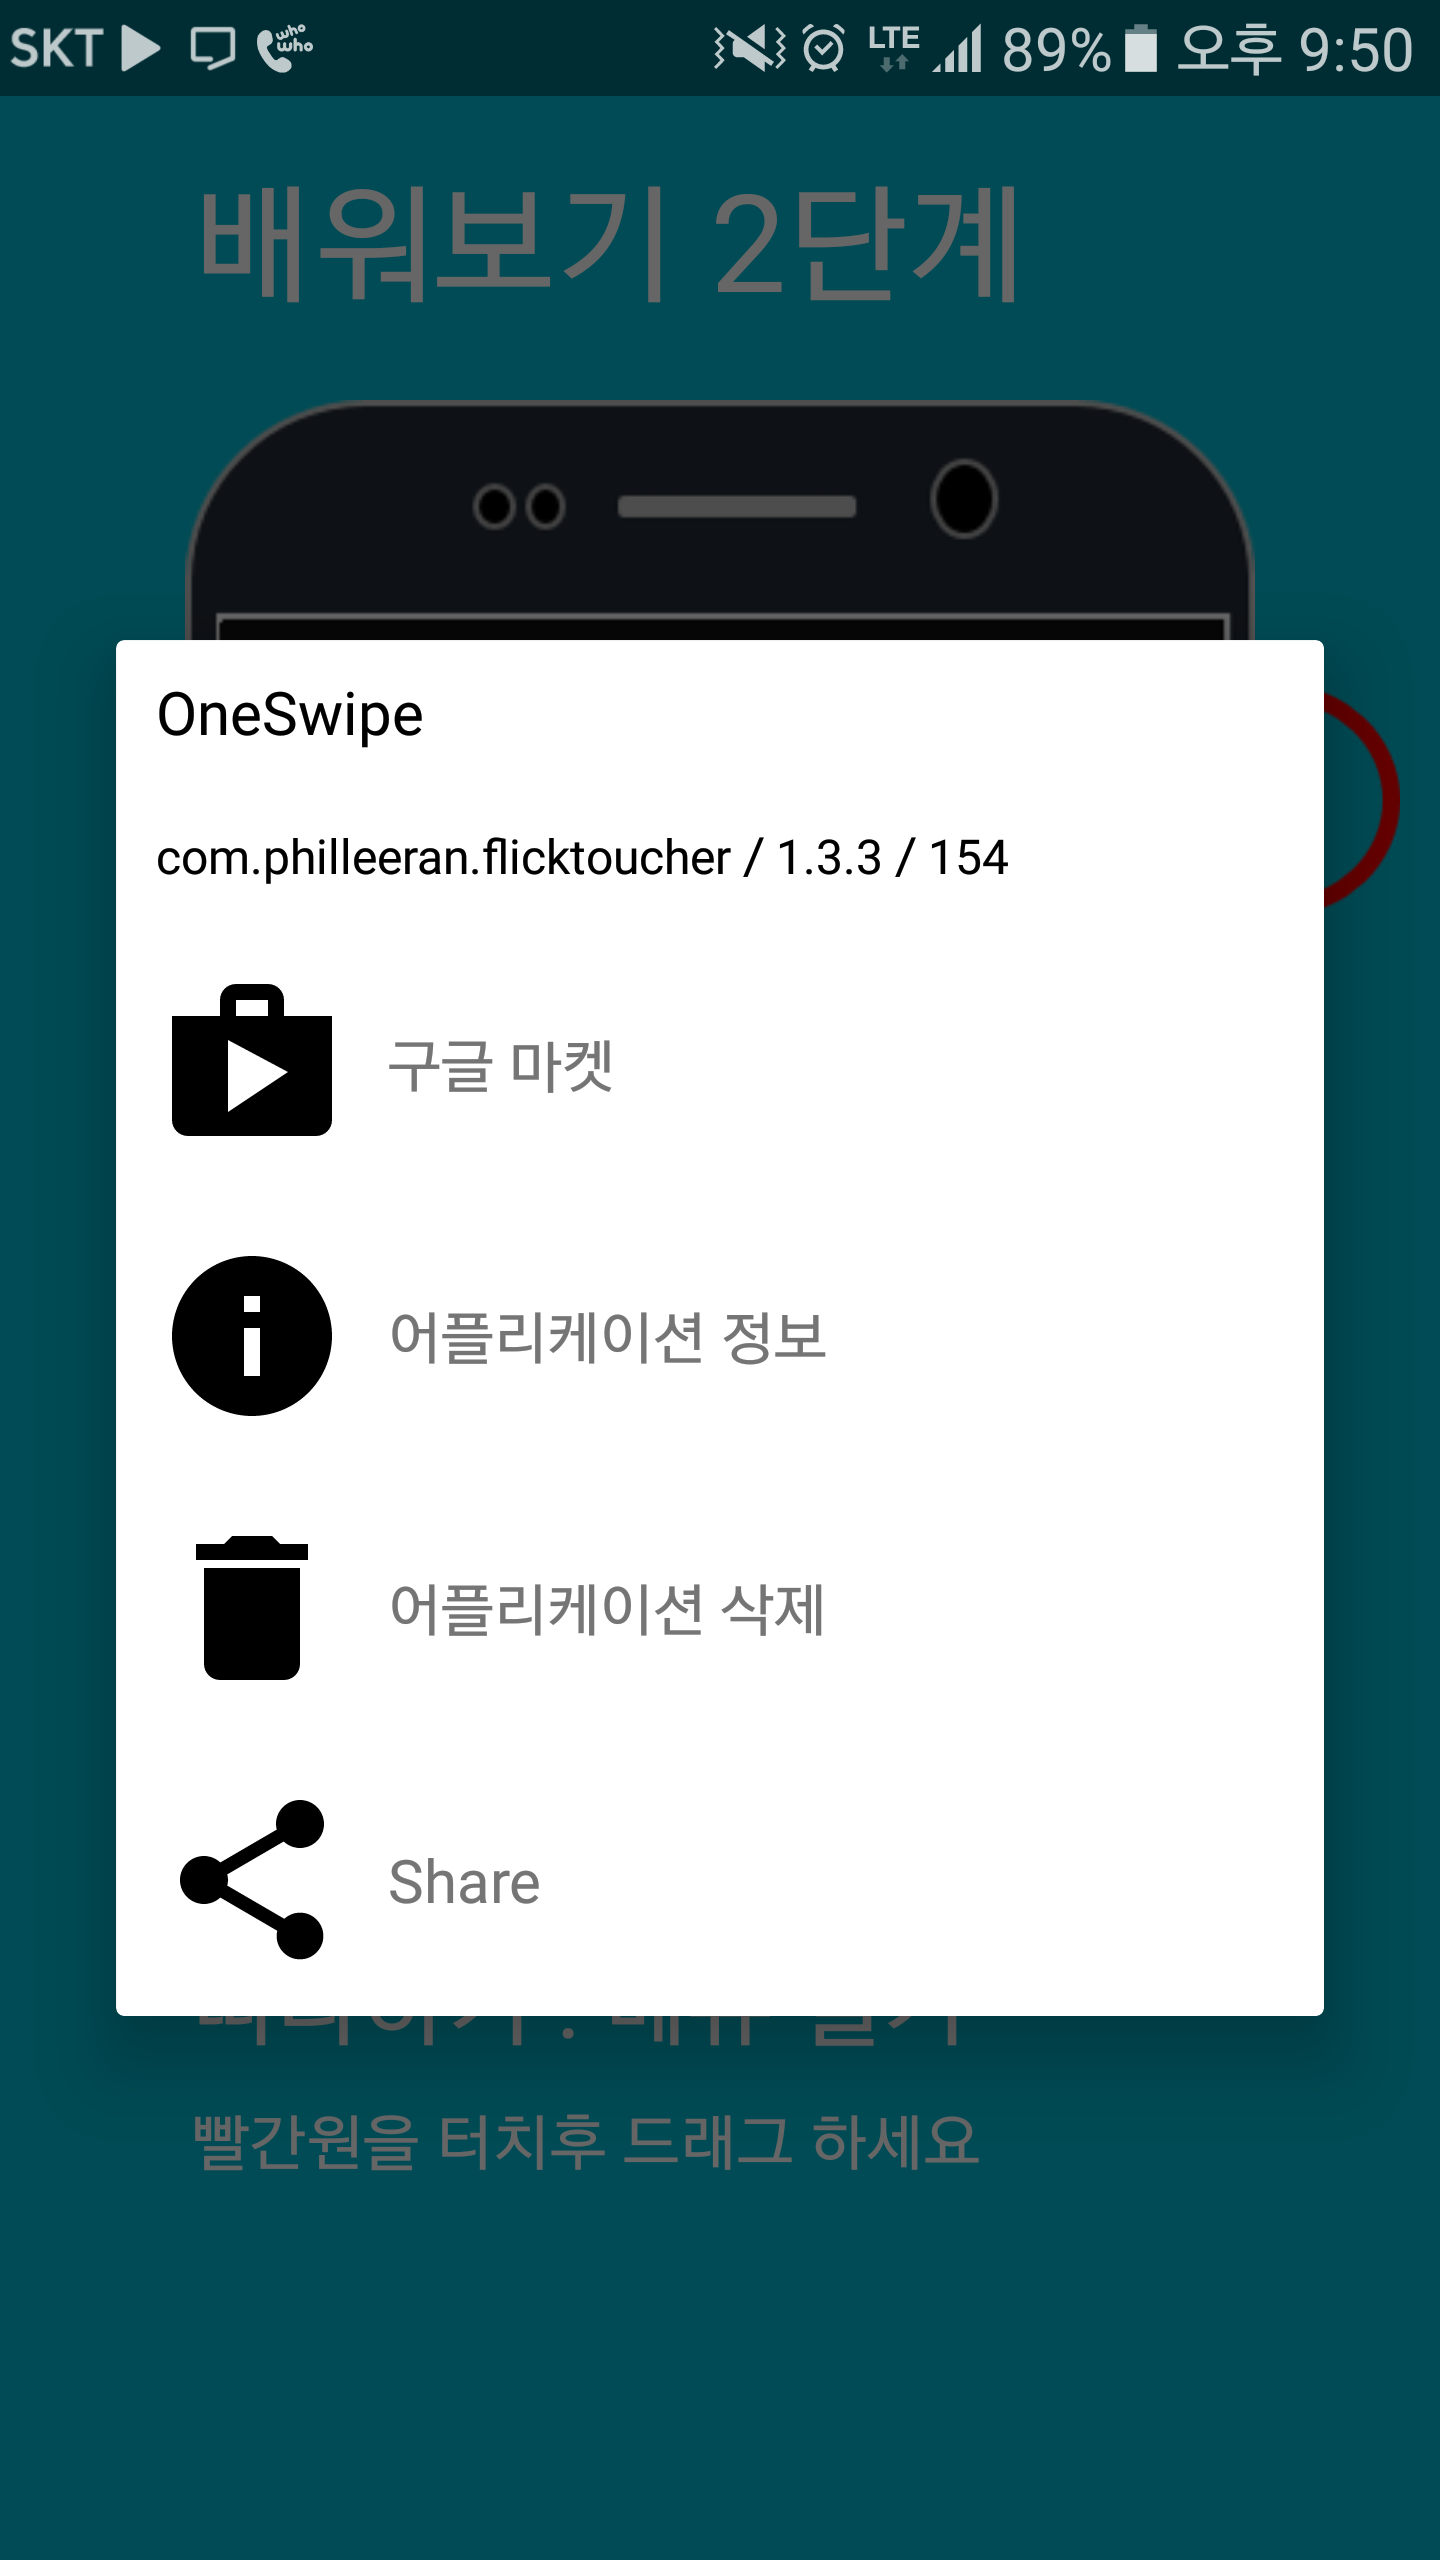 SKT
who
who
LTE
89%
오후 9:50
배워보기 2단계
OneSwipe
com.philleeran.flicktoucher / 1.3.3 / 154
구글 마켓
어플리케이션 정보
어플리케이션 삭제
Share
빨간원을 터치후 드래그 하세요